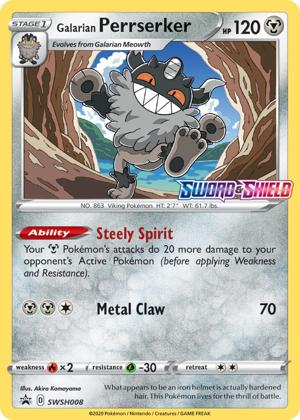 STAGE 1 Galarian Perrserker HP 120
Evolves from Galarian Meowth
SWORD & SHIELD
NO. 863 Viking Pokémon HT: 2'7" WT: 61.7 lbs.
Ability Steely Spirit
Your Pokémon's attacks do 20 more damage to your
opponent's Active Pokémon (before applying Weakness
and Resistance).
Metal Claw 70
weakness ×2 resistance -30 retreat
Illus. Akira Komayama
What appears to be an iron helmet is actually hardened
hair. This Pokémon lives for the thrill of battle.
D SWSH008
©2020 Pokémon / Nintendo / Creatures / GAME FREAK